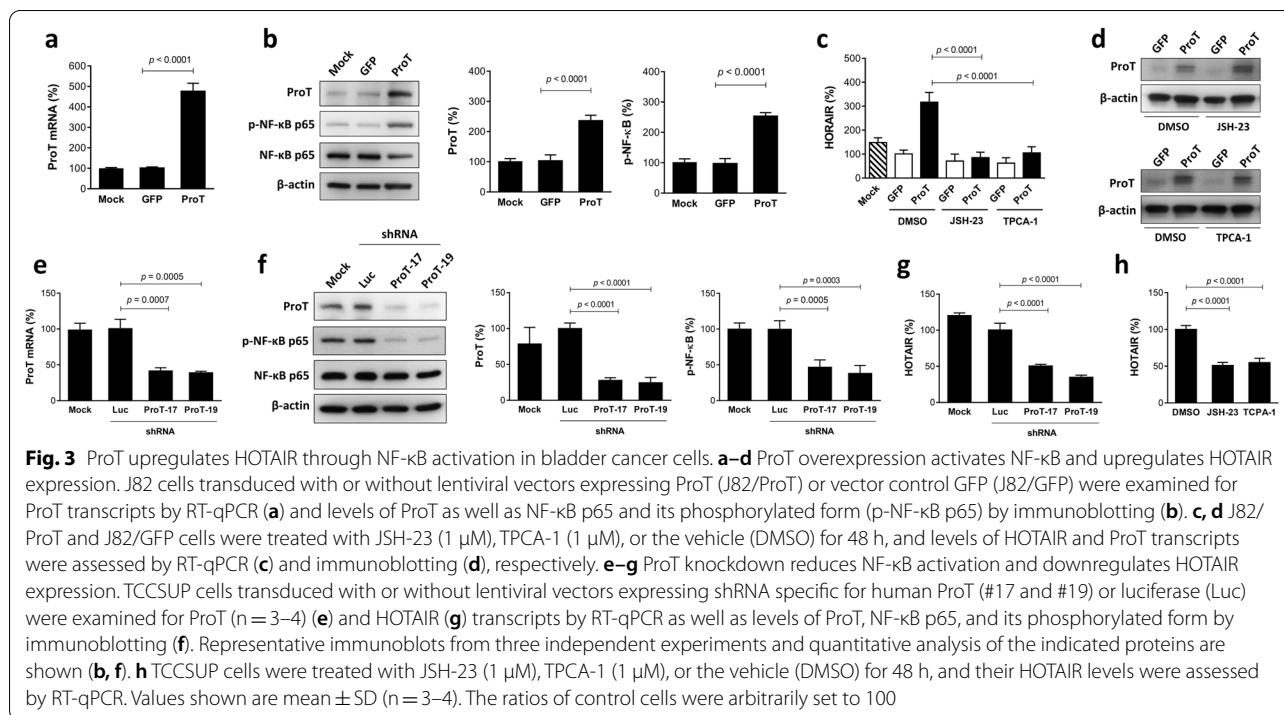 a
ProT mRNA (%)
600
500
400
300
200
100
0
p < 0.0001
Mock GFP ProT
b
Mock GFP ProT
ProT
p-NF-κB p65
NF-κB p65
β-actin
ProT (%)
400
300
200
100
0
p < 0.0001
Mock GFP ProT
p-NF-κB (%)
400
300
200
100
0
p < 0.0001
Mock GFP ProT
c
HORAIR (%)
500
400
300
200
100
0
p < 0.0001
p < 0.0001
Mock GFP ProT GFP ProT GFP ProT
DMSO JSH-23 TPCA-1
d
GFP ProT GFP ProT
ProT
β-actin
DMSO JSH-23
GFP ProT GFP ProT
ProT
β-actin
DMSO TPCA-1
e
ProT mRNA (%)
200
150
100
50
0
p = 0.0005
p = 0.0007
Mock Luc ProT-17 ProT-19
shRNA
f
shRNA
Mock Luc ProT-17 ProT-19
ProT
p-NF-κB p65
NF-κB p65
β-actin
ProT (%)
200
150
100
50
0
p < 0.0001
p < 0.0001
Mock Luc ProT-17 ProT-19
shRNA
p-NF-κB (%)
200
150
100
50
0
p = 0.0003
p = 0.0005
Mock Luc ProT-17 ProT-19
shRNA
g
HOTAIR (%)
200
150
100
50
0
p < 0.0001
p < 0.0001
Mock Luc ProT-17 ProT-19
shRNA
h
HOTAIR (%)
200
150
100
50
0
p < 0.0001
p < 0.0001
DMSO JSH-23 TCPA-1
Fig. 3 ProT upregulates HOTAIR through NF-κB activation in bladder cancer cells. a–d ProT overexpression activates NF-κB and upregulates HOTAIR
expression. J82 cells transduced with or without lentiviral vectors expressing ProT (J82/ProT) or vector control GFP (J82/GFP) were examined for
ProT transcripts by RT-qPCR (a) and levels of ProT as well as NF-κB p65 and its phosphorylated form (p-NF-κB p65) by immunoblotting (b). c, d J82/
ProT and J82/GFP cells were treated with JSH-23 (1 μM), TPCA-1 (1 μM), or the vehicle (DMSO) for 48 h, and levels of HOTAIR and ProT transcripts
were assessed by RT-qPCR (c) and immunoblotting (d), respectively. e–g ProT knockdown reduces NF-κB activation and downregulates HOTAIR
expression. TCCSUP cells transduced with or without lentiviral vectors expressing shRNA specific for human ProT (#17 and #19) or luciferase (Luc)
were examined for ProT (n = 3–4) (e) and HOTAIR (g) transcripts by RT-qPCR as well as levels of ProT, NF-κB p65, and its phosphorylated form by
immunoblotting (f). Representative immunoblots from three independent experiments and quantitative analysis of the indicated proteins are
shown (b, f). h TCCSUP cells were treated with JSH-23 (1 μM), TPCA-1 (1 μM), or the vehicle (DMSO) for 48 h, and their HOTAIR levels were assessed
by RT-qPCR. Values shown are mean ± SD (n = 3–4). The ratios of control cells were arbitrarily set to 100